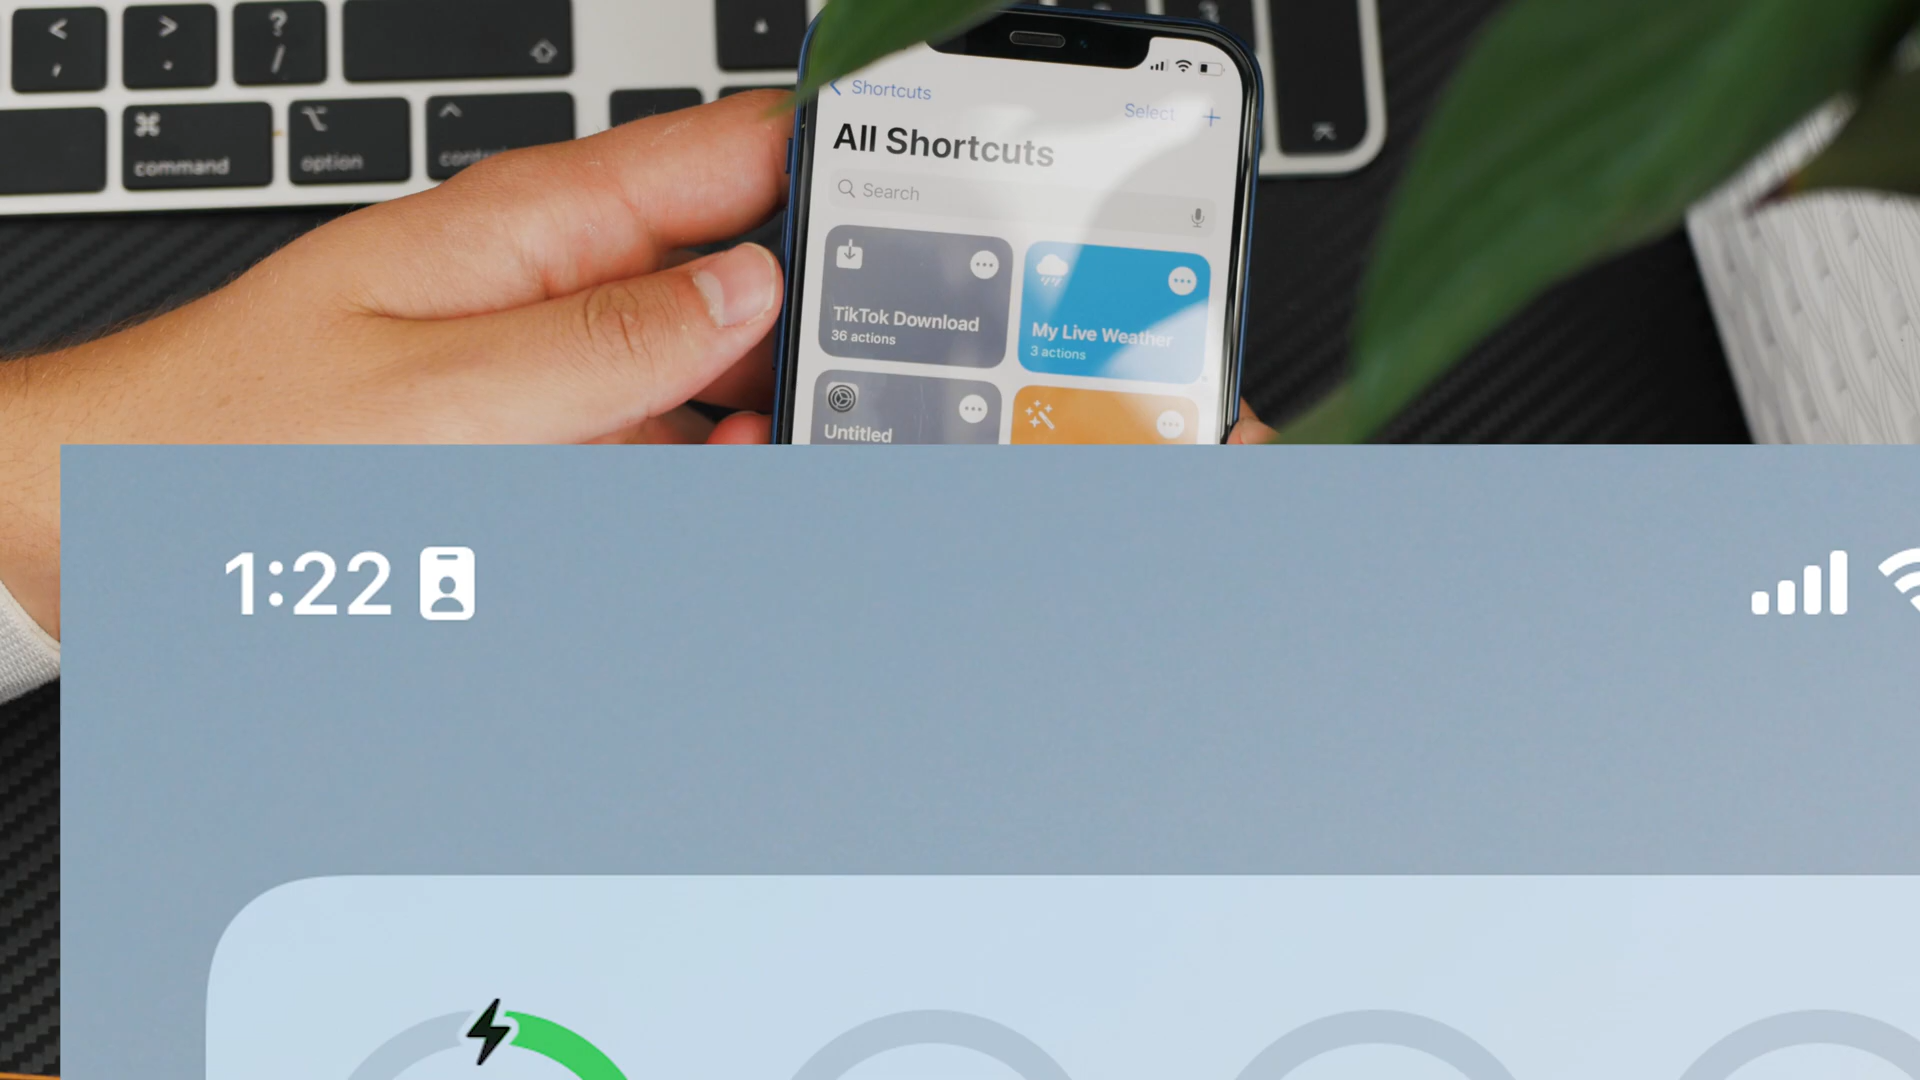 <
,
>
.
?
/
⌘
command
⌥
option
^
Shortcuts
Select +
All Shortcuts
Search
TikTok Download
36 actions
My Live Weather
3 actions
Untitled
1:22